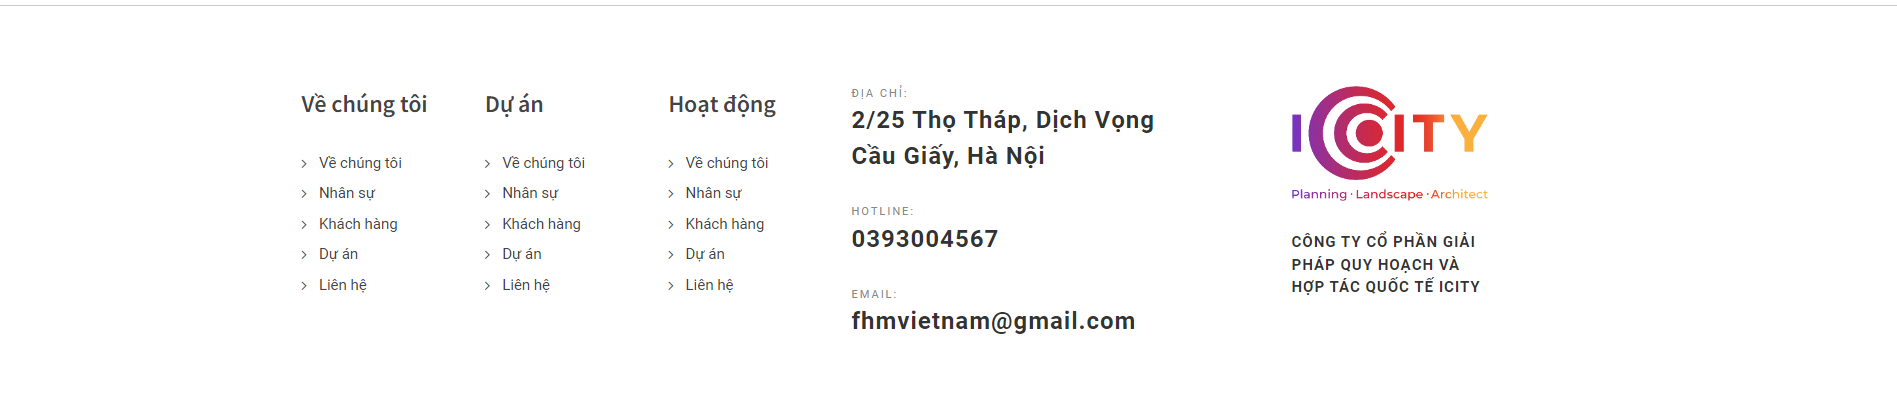 Về chúng tôi
Về chúng tôi
Nhân sự
Khách hàng
Dự án
Liên hệ
Dự án
Về chúng tôi
Nhân sự
Khách hàng
Dự án
Liên hệ
Hoạt động
Về chúng tôi
Nhân sự
Khách hàng
Dự án
Liên hệ
ĐỊA CHỈ:
2/25 Thọ Tháp, Dịch Vọng
Cầu Giấy, Hà Nội
HOTLINE:
0393004567
EMAIL:
fhmvietnam@gmail.com
ICITY
Planning · Landscape · Architect
CÔNG TY CỔ PHẦN GIẢI
PHÁP QUY HOẠCH VÀ
HỢP TÁC QUỐC TẾ ICITY